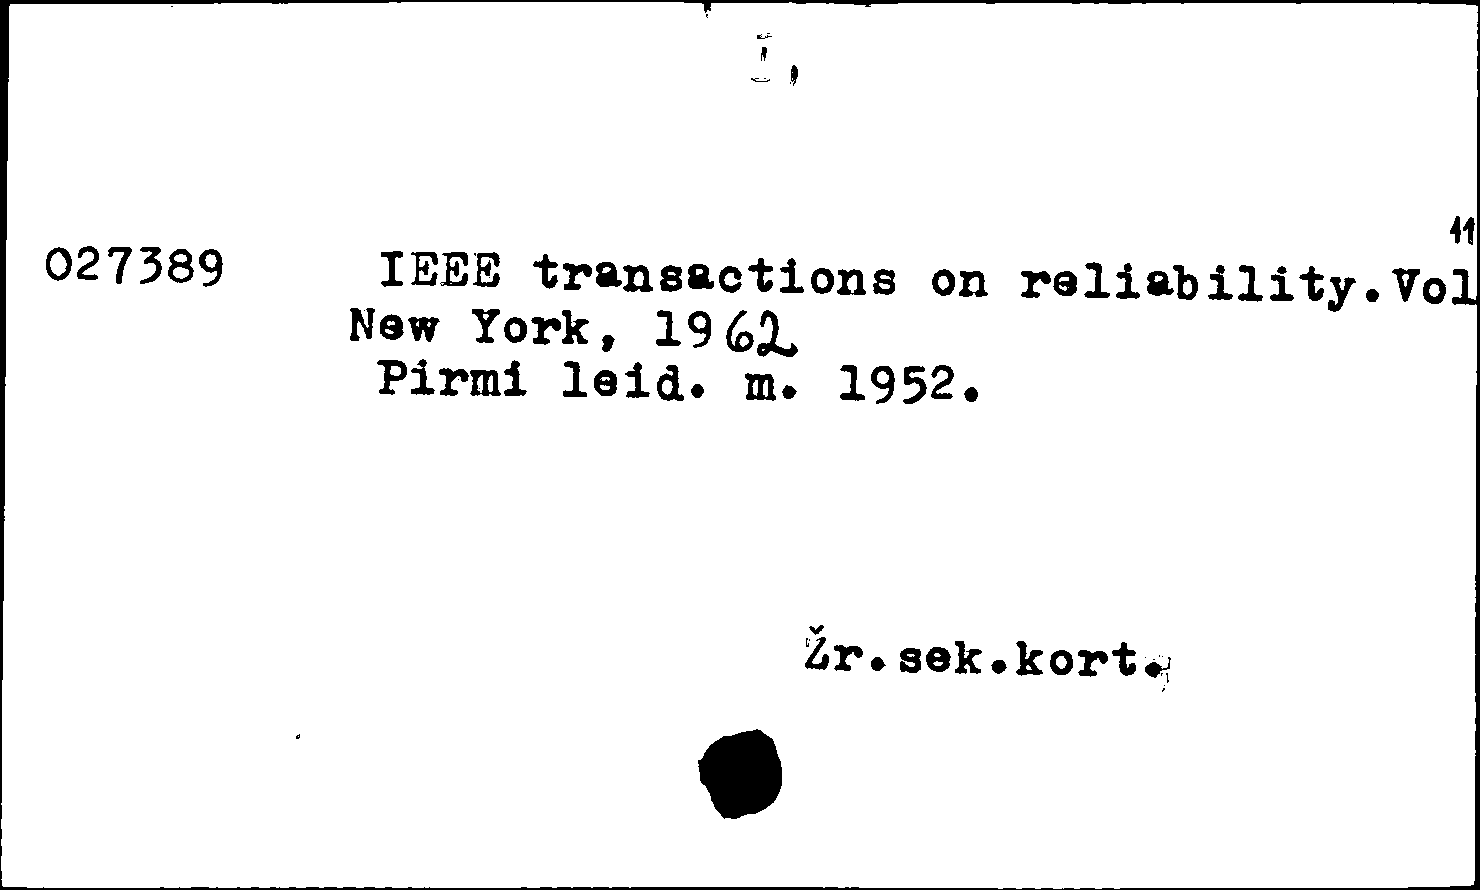 I,
11
027389 IEEE transactions on reliability.Vol
New York, 1962
Pirmi leid. m. 1952.
Žr.sek.kort.